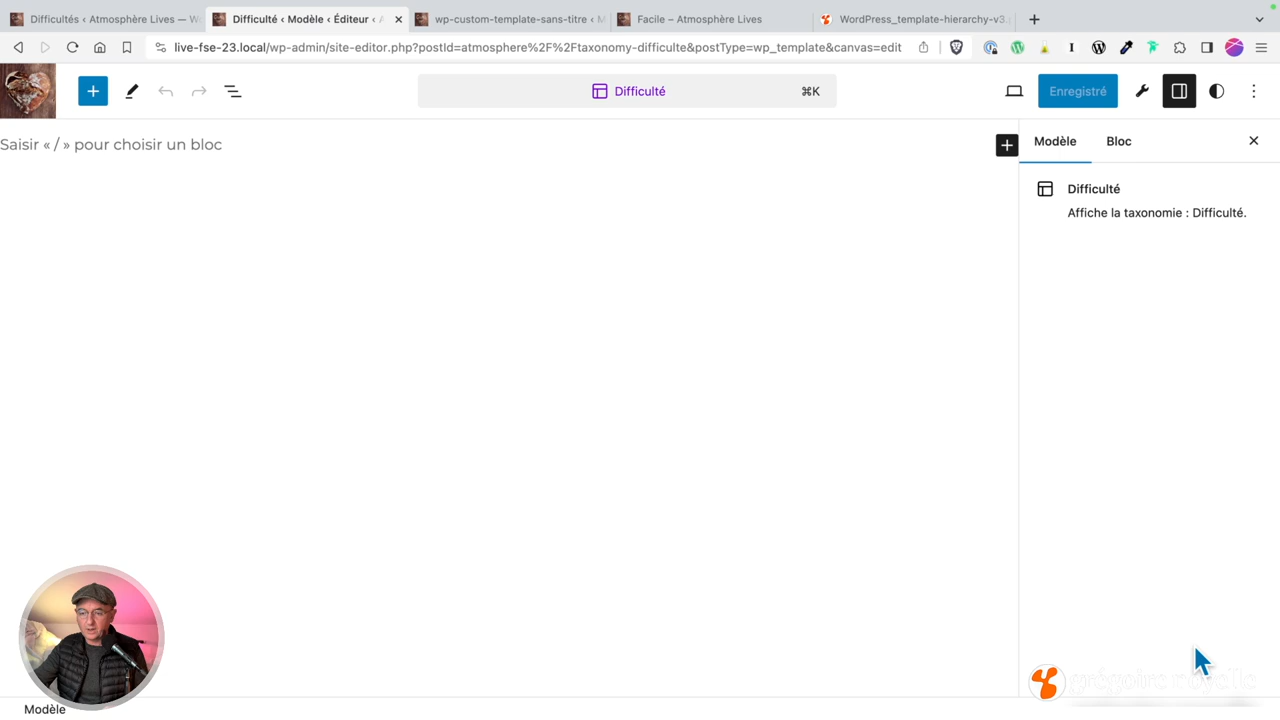 Difficultés ‹ Atmosphère Lives — W
Difficulté ‹ Modèle ‹ Éditeur ‹
wp-custom-template-sans-titre ‹ M
Facile – Atmosphère Lives
WordPress_template-hierarchy-v3.
live-fse-23.local/wp-admin/site-editor.php?postId=atmosphere%2F%2Ftaxonomy-difficulte&postType=wp_template&canvas=edit
Difficulté
⌘K
Enregistré
Saisir « / » pour choisir un bloc
Modèle
Bloc
Difficulté
Affiche la taxonomie : Difficulté.
grégoire noyelle
Modèle